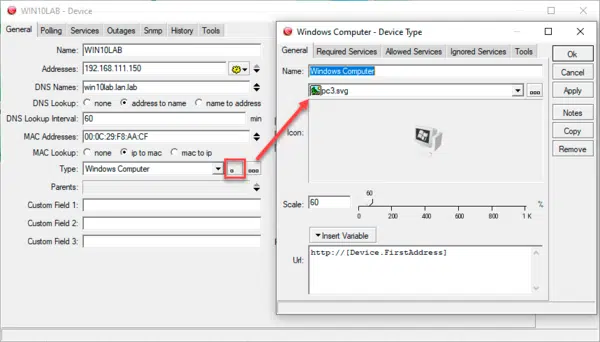 WIN10LAB - Device
General Polling Services Outages Snmp History Tools
Name: WIN10LAB
Addresses: 192.168.111.150
DNS Names: win10lab.lan.lab
DNS Lookup: none address to name name to address
DNS Lookup Interval: 60 min
MAC Addresses: 00:0C:29:F8:AA:CF
MAC Lookup: none ip to mac mac to ip
Type: Windows Computer
Parents:
Custom Field 1:
Custom Field 2:
Custom Field 3:
Windows Computer - Device Type
General Required Services Allowed Services Ignored Services Tools
Name: Windows Computer
pc3.svg
Icon:
Scale: 60 60 %
0 200 400 600 800 1 K
Insert Variable
Url: http://[Device.FirstAddress]
Ok
Cancel
Apply
Notes
Copy
Remove